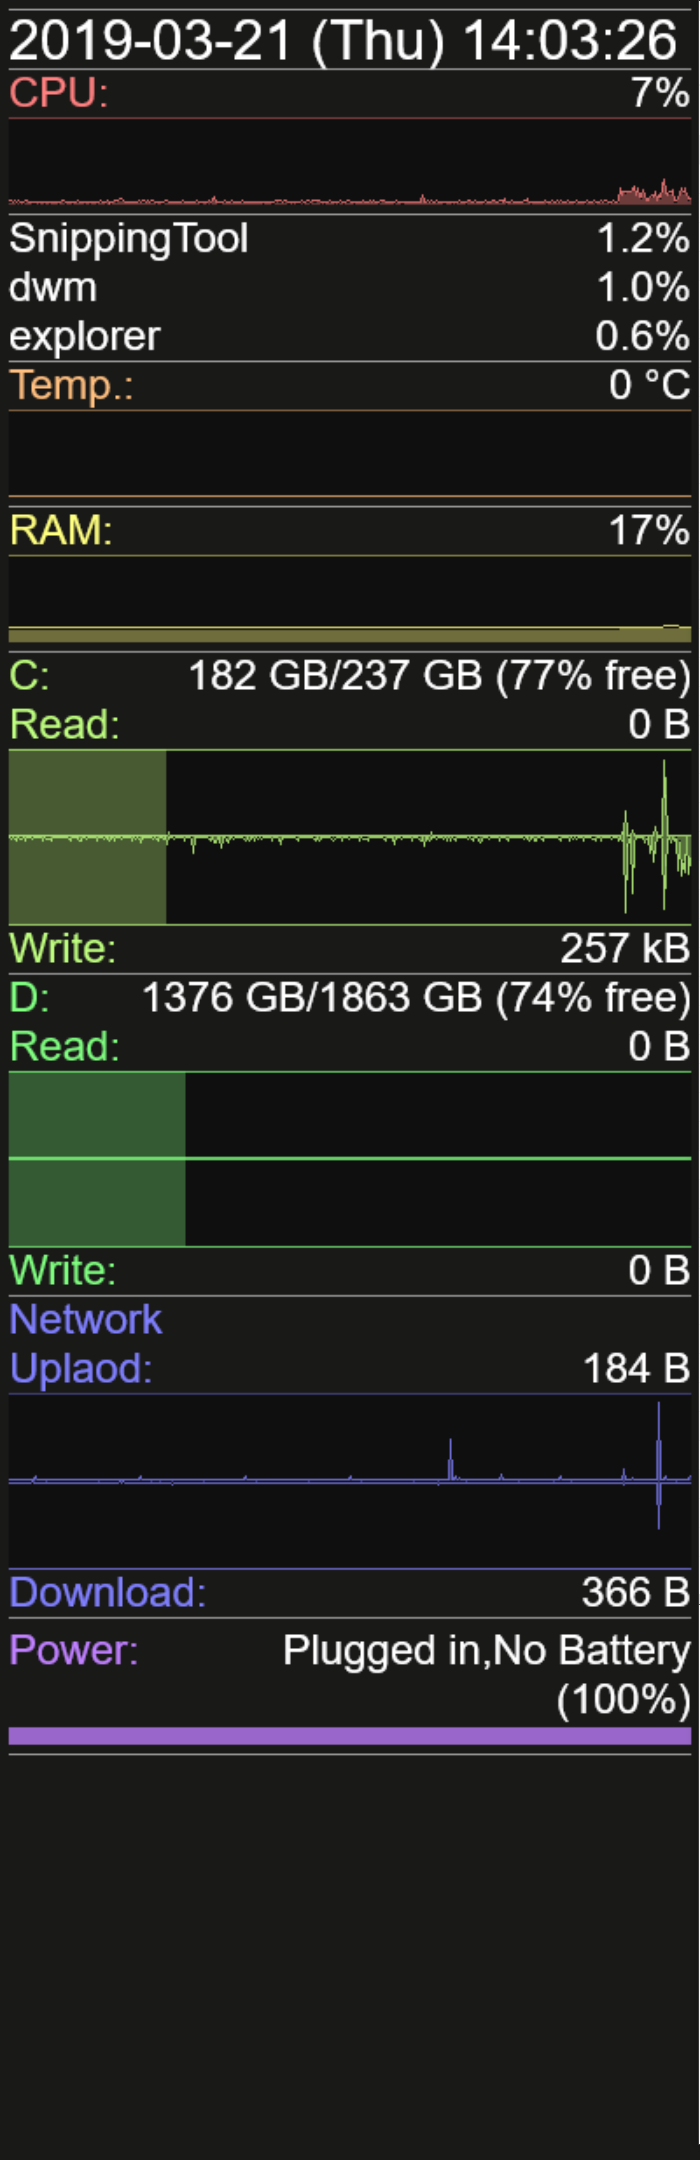 2019-03-21 (Thu) 14:03:26
CPU: 7%
SnippingTool 1.2%
dwm 1.0%
explorer 0.6%
Temp.: 0 °C
RAM: 17%
C: 182 GB/237 GB (77% free)
Read: 0 B
Write: 257 kB
D: 1376 GB/1863 GB (74% free)
Read: 0 B
Write: 0 B
Network
Uplaod: 184 B
Download: 366 B
Power: Plugged in,No Battery
(100%)